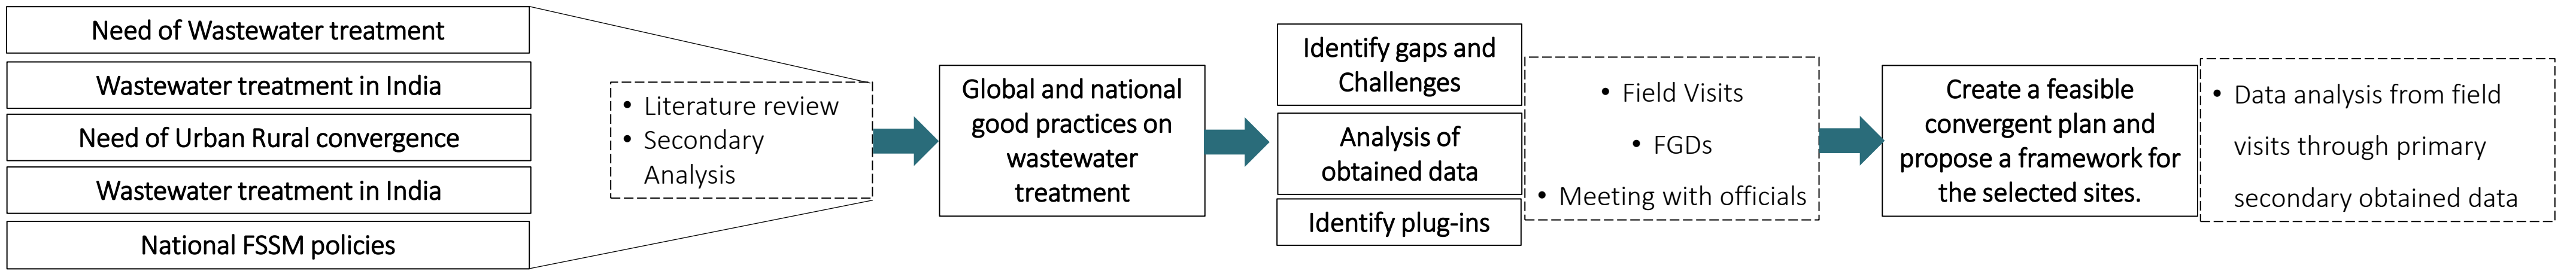 Need of Wastewater treatment
Wastewater treatment in India
Need of Urban Rural convergence
Wastewater treatment in India
National FSSM policies
• Literature review
• Secondary
Analysis
Global and national
good practices on
wastewater
treatment
Identify gaps and
Challenges
Analysis of
obtained data
Identify plug-ins
• Field Visits
• FGDs
• Meeting with officials
Create a feasible
convergent plan and
propose a framework for
the selected sites.
• Data analysis from field
visits through primary
secondary obtained data